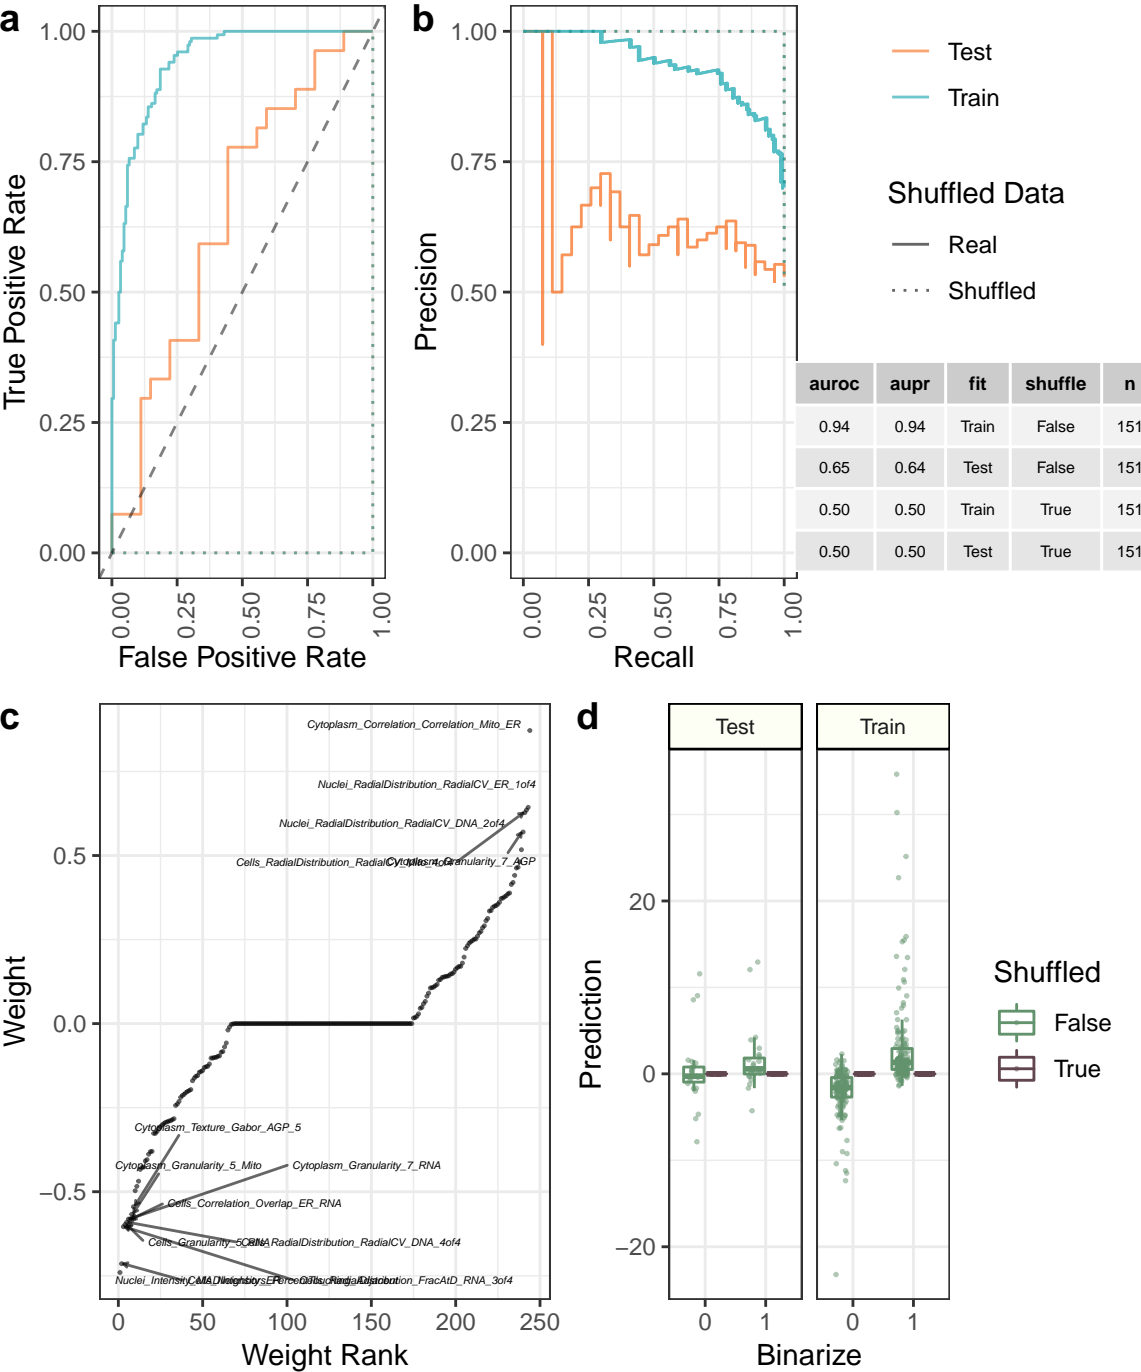 a
1.00
0.75
0.50
0.25
0.00
True Positive Rate
0.00
0.25
0.50
0.75
1.00
False Positive Rate
b
1.00
0.75
0.50
0.25
0.00
Precision
0.00
0.25
0.50
0.75
1.00
Recall
Test
Train
Shuffled Data
Real
Shuffled
auroc aupr fit shuffle n
0.94 0.94 Train False 151
0.65 0.64 Test False 151
0.50 0.50 Train True 151
0.50 0.50 Test True 151
c
Cytoplasm_Correlation_Correlation_Mito_ER
Nuclei_RadialDistribution_RadialCV_ER_1of4
Nuclei_RadialDistribution_RadialCV_DNA_2of4
Cells_RadialDistribution_RadialCV_Mito_4of4
Cytoplasm_Granularity_7_AGP
Cytoplasm_Texture_Gabor_AGP_5
Cytoplasm_Granularity_5_Mito
Cytoplasm_Granularity_7_RNA
Cells_Correlation_Overlap_ER_RNA
Cells_Granularity_5_RNA
Cells_RadialDistribution_RadialCV_DNA_4of4
0.5
0.0
−0.5
Weight
0 50 100 150 200 250
Weight Rank
d
Test
Train
20
0
−20
Prediction
0 1 0 1
Binarize
Shuffled
False
True